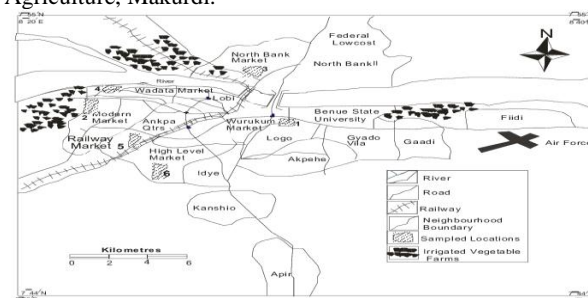 Agriculture, Makurdi.
8 20 E
Federal
Lowcost
North Bank
Market
3
North BankII
N
River
4
Wadata Market
Lobi
Modern
Market
2
Ankpa
Qtrs
Wurukum
Market
1
Benue State
University
Fiidi
Railway
Market
5
Logo
Gyado
Vila
Gaadi
Air Force
High Level
Market
6
Idye
Akpehe
Kanshio
Apir
Kilometres
0 2 4 6
River
Road
Railway
Neighbourhood
Boundary
Sampled Locations
Irrigated Vegetable
Farms